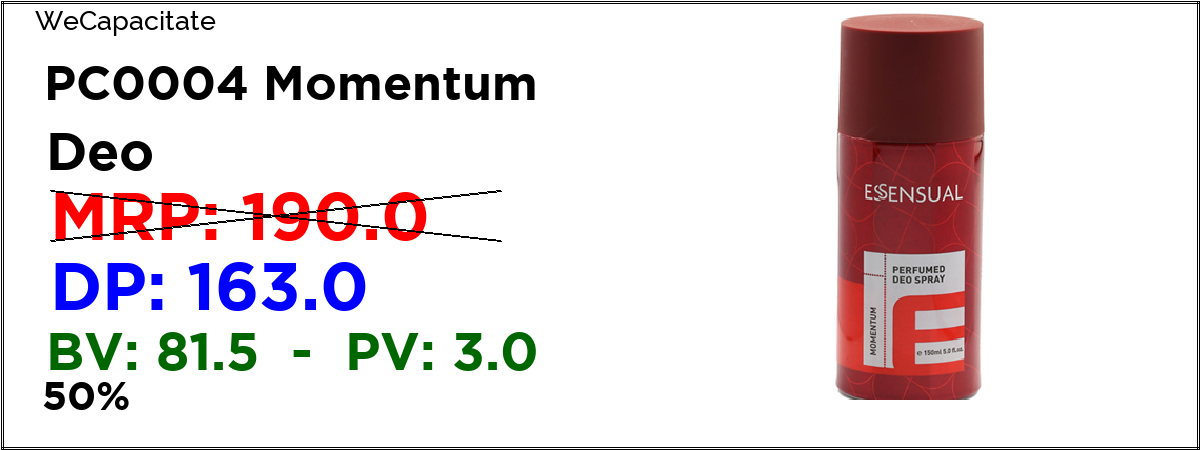 WeCapacitate
PC0004 Momentum
Deo
MRP: 190.0
DP: 163.0
BV: 81.5 - PV: 3.0
50%
ESSENSUAL
PERFUMED
DEO SPRAY
MOMENTUM
e 150ml 5.0 fl.oz.